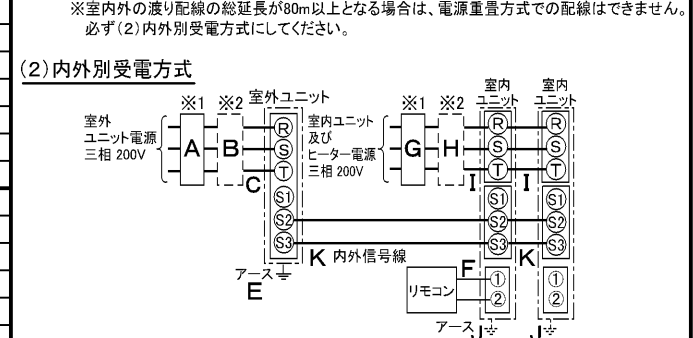 ※室内外の渡り配線の総延長が80m以上となる場合は、電源重畳方式での配線はできません。
必ず(2)内外別受電方式にしてください。
(2)内外別受電方式
※1 ※2 室外ユニット
室外
ユニット電源
三相 200V
A B
C
R
S
T
S1
S2
S3
アース
E
※1 ※2
室内ユニット
及び
ヒーター電源
三相 200V
G H
室内
ユニット
室内
ユニット
R
S
T
S1
S2
S3
①
②
R
S
T
S1
S2
S3
①
②
I I
K 内外信号線
K
F
リモコン
アース J
J